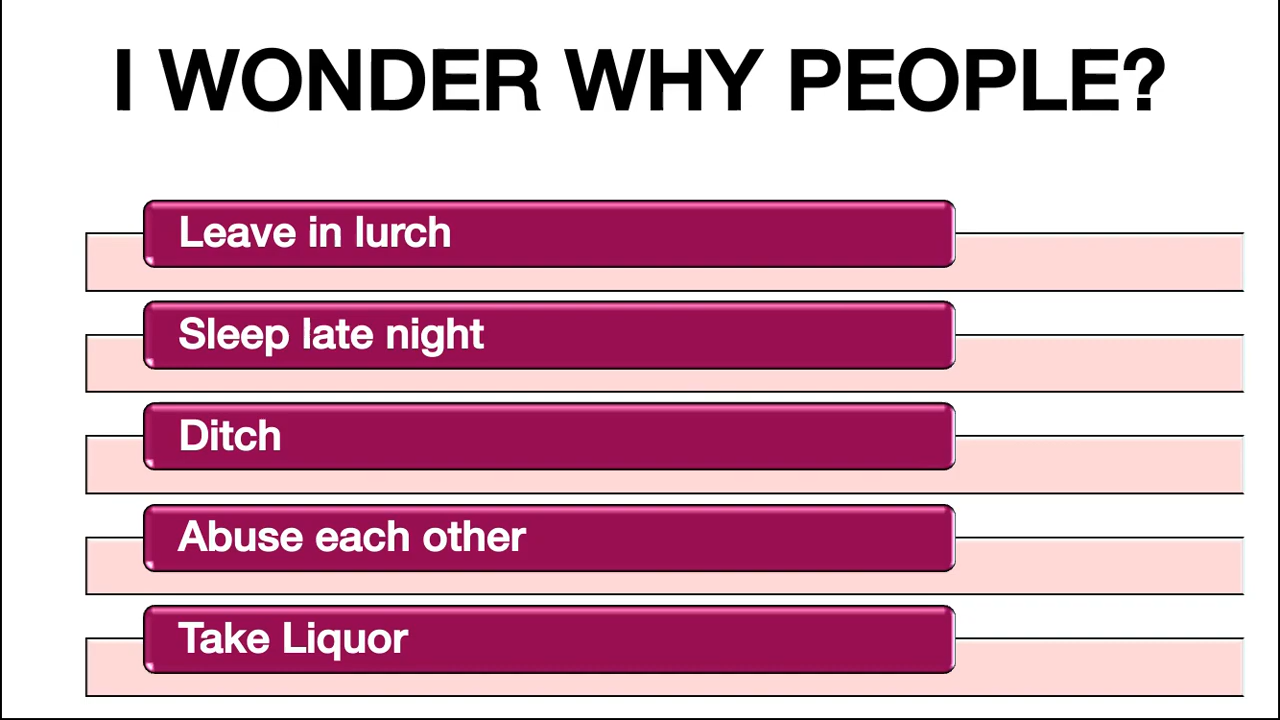 I WONDER WHY PEOPLE?
Leave in lurch
Sleep late night
Ditch
Abuse each other
Take Liquor